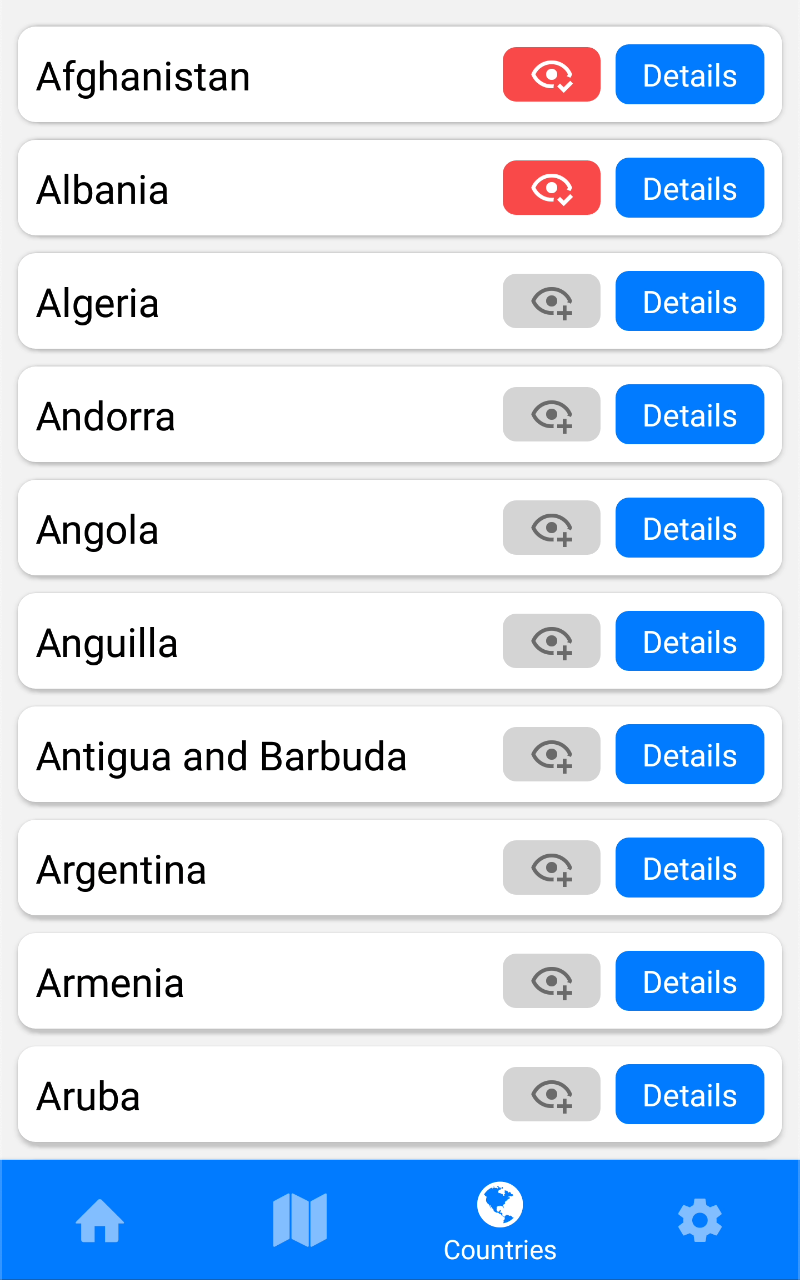 Afghanistan Details
Albania Details
Algeria Details
Andorra Details
Angola Details
Anguilla Details
Antigua and Barbuda Details
Argentina Details
Armenia Details
Aruba Details
Countries